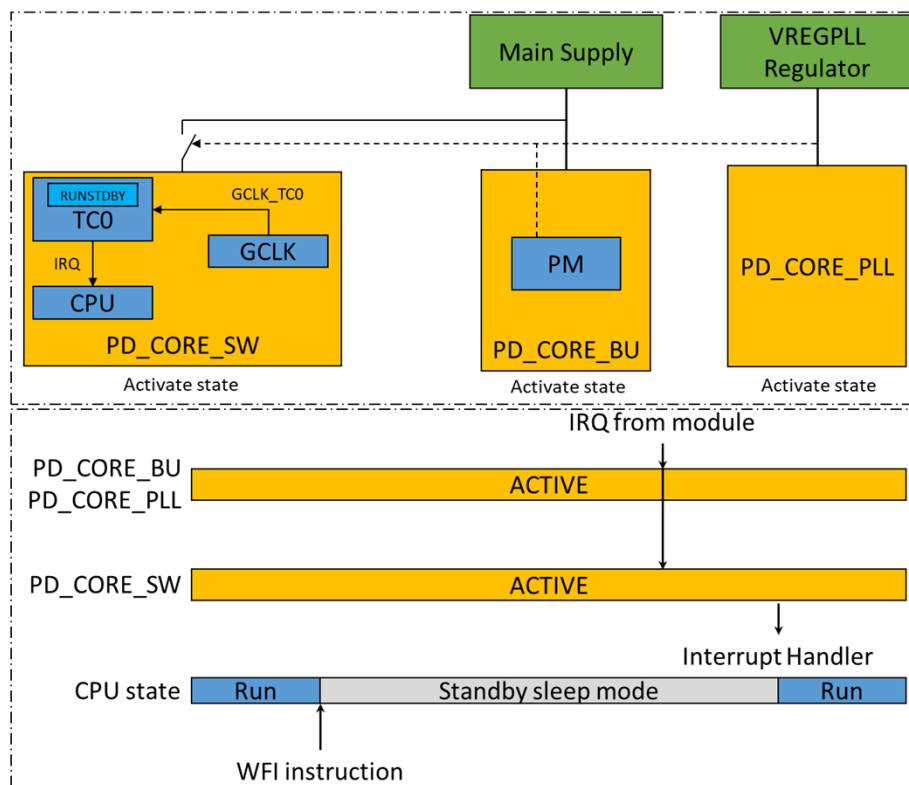 Main Supply
VREGPLL
Regulator
RUNSTDBY
TC0
GCLK_TC0
GCLK
IRQ
CPU
PD_CORE_SW
PM
PD_CORE_BU
PD_CORE_PLL
Activate state
Activate state
Activate state
IRQ from module
PD_CORE_BU
PD_CORE_PLL
ACTIVE
PD_CORE_SW
ACTIVE
Interrupt Handler
CPU state
Run
Standby sleep mode
Run
WFI instruction